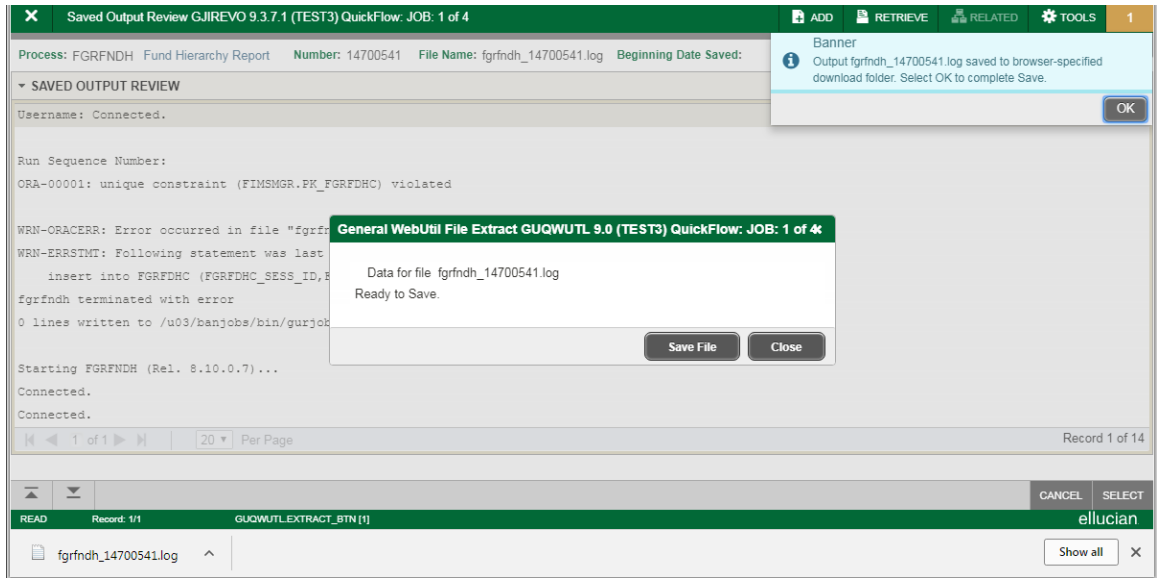 Saved Output Review GJIREVO 9.3.7.1 (TEST3) QuickFlow: JOB: 1 of 4
ADD RETRIEVE RELATED TOOLS 1
Process: FGRFNDH Fund Hierarchy Report Number: 14700541 File Name: fgrfndh_14700541.log Beginning Date Saved:
Banner
Output fgrfndh_14700541.log saved to browser-specified
download folder. Select OK to complete Save.
OK
SAVED OUTPUT REVIEW
Username: Connected.
Run Sequence Number:
ORA-00001: unique constraint (FIMSMGR.PK_FGRFDHC) violated
WRN-ORACERR: Error occurred in file "fgrfn
WRN-ERRSTMT: Following statement was last
insert into FGRFDHC (FGRFDHC_SESS_ID,F
fgrfndh terminated with error
0 lines written to /u03/banjobs/bin/gurjob
General WebUtil File Extract GUQWUTL 9.0 (TEST3) QuickFlow: JOB: 1 of 4
Data for file fgrfndh_14700541.log
Ready to Save.
Save File Close
Starting FGRFNDH (Rel. 8.10.0.7)...
Connected.
Connected.
1 of 1 20 Per Page Record 1 of 14
CANCEL SELECT
READ Record: 1/1 GUQWUTL.EXTRACT_BTN [1] ellucian
fgrfndh_14700541.log Show all